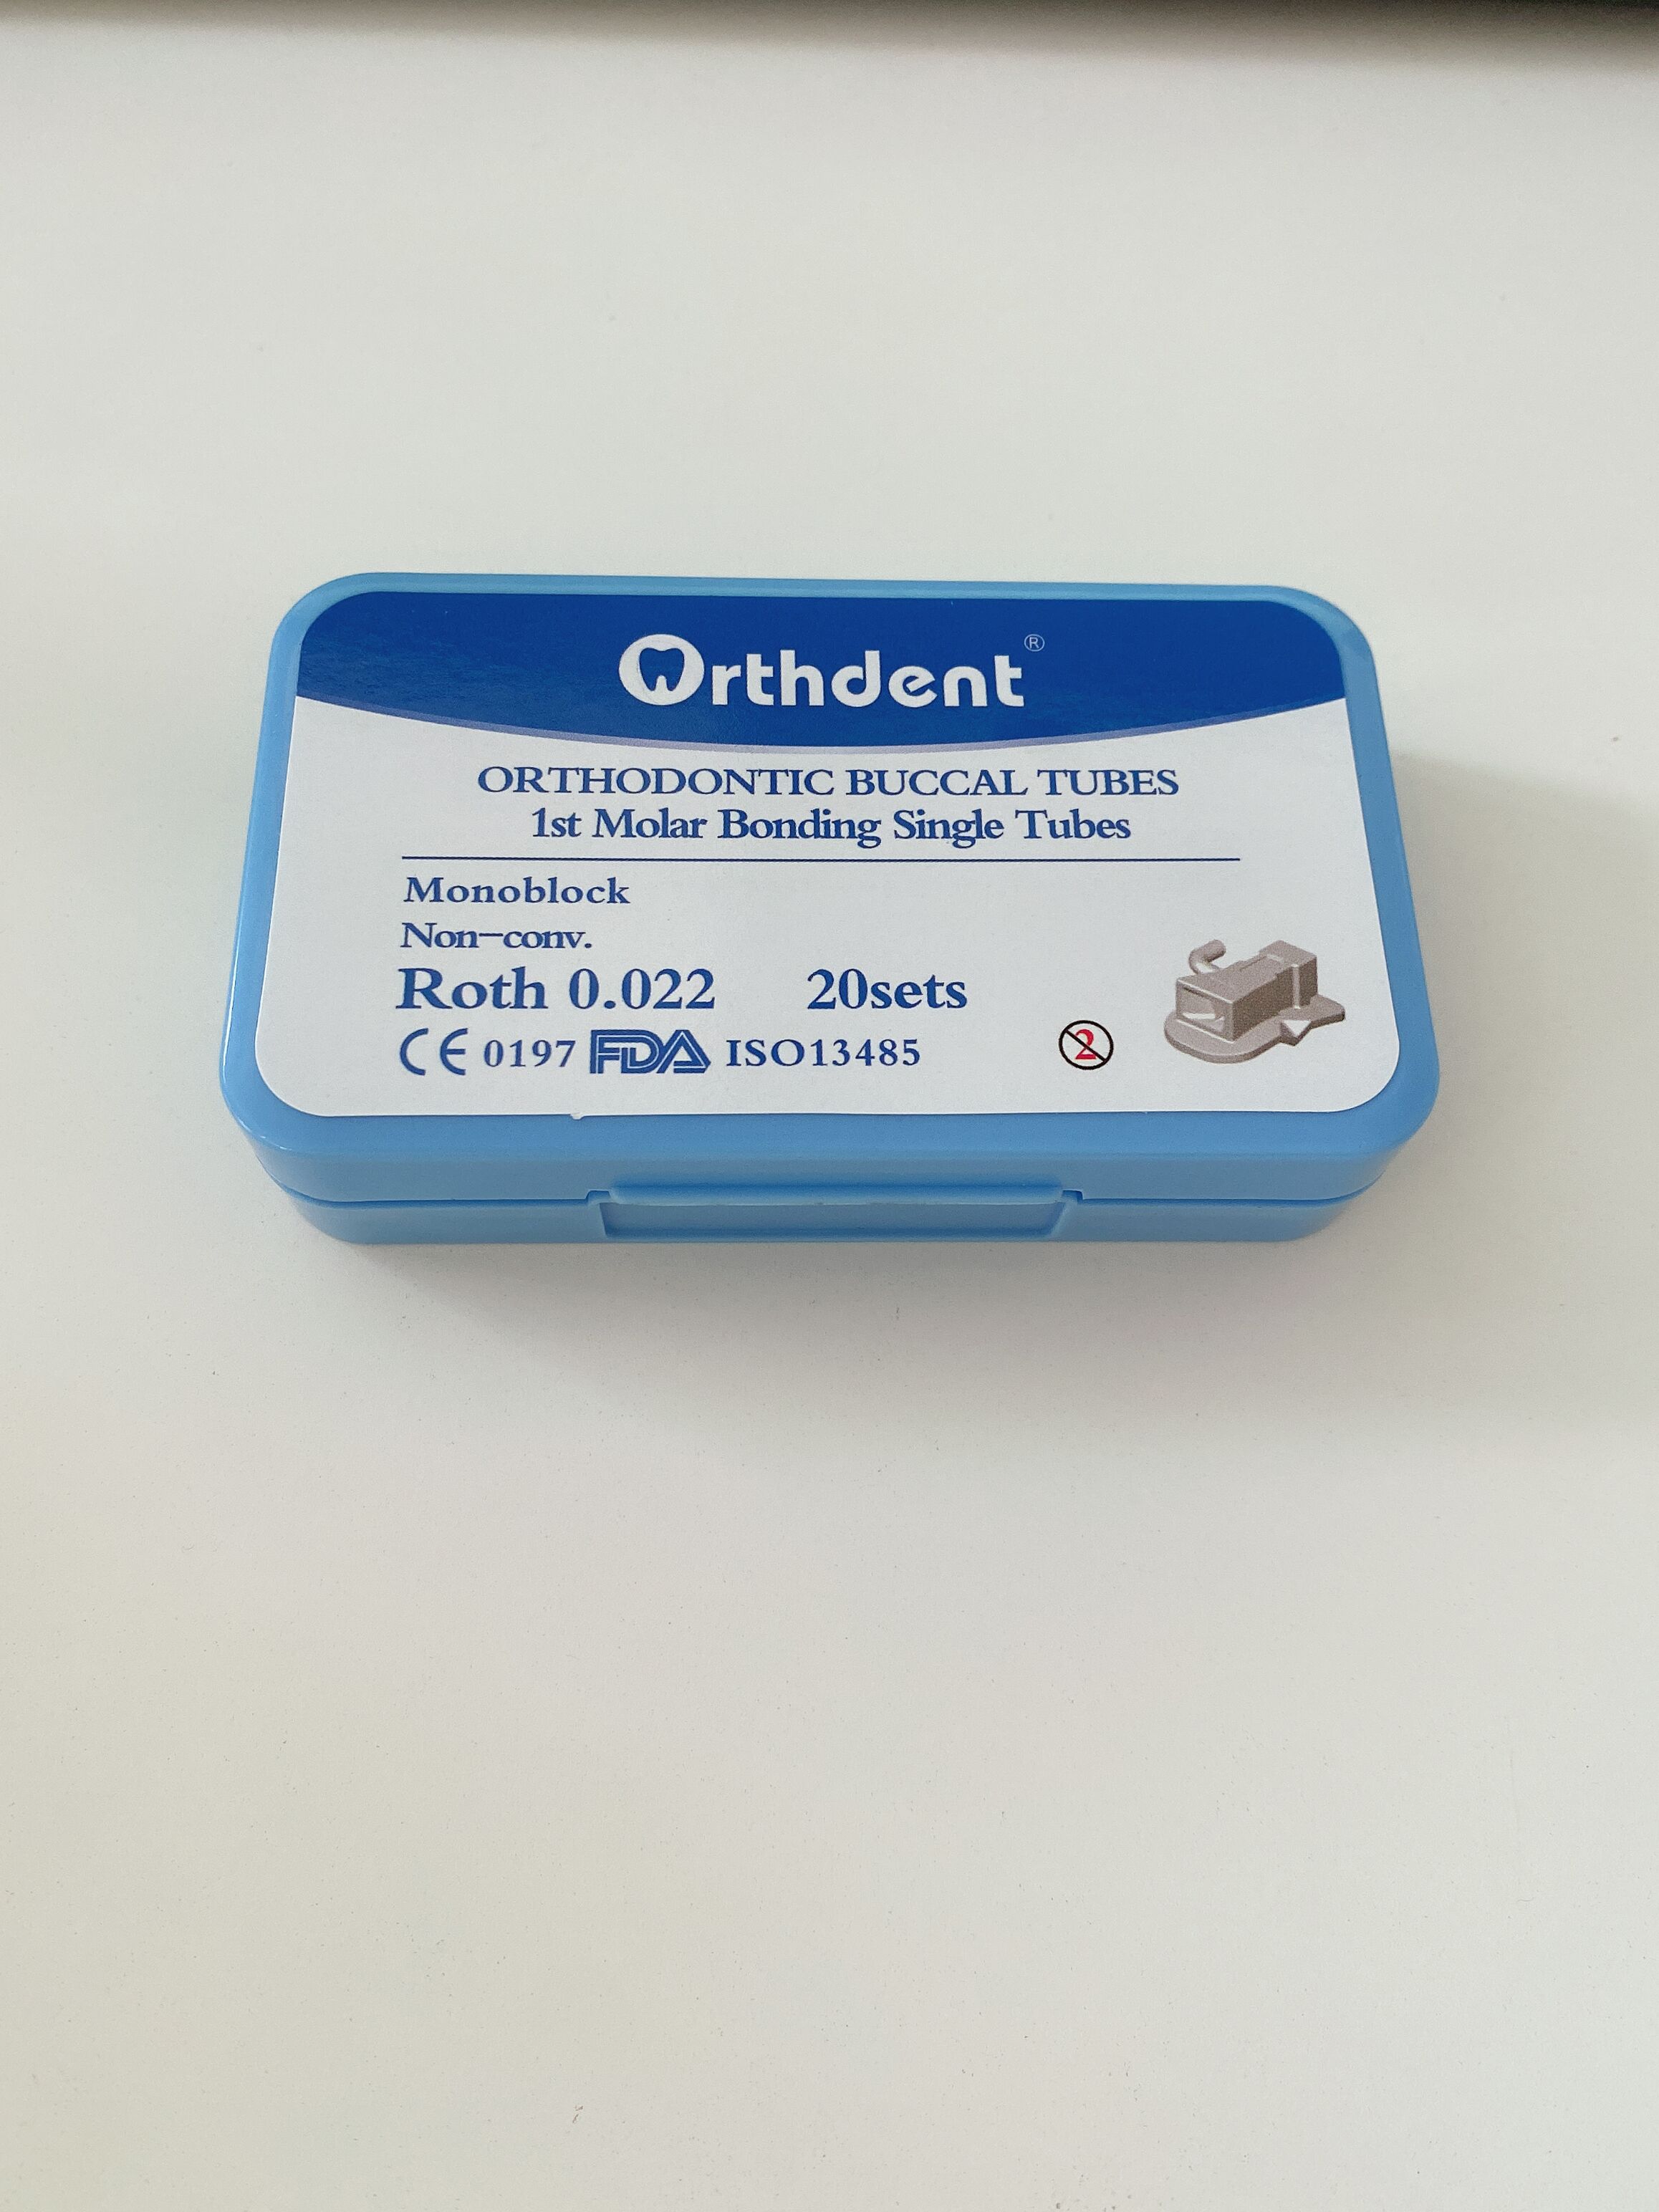 Orthdent®
ORTHODONTIC BUCCAL TUBES
1st Molar Bonding Single Tubes
Monoblock
Non-conv.
Roth 0.022 20sets
CE 0197 FDA ISO13485 2